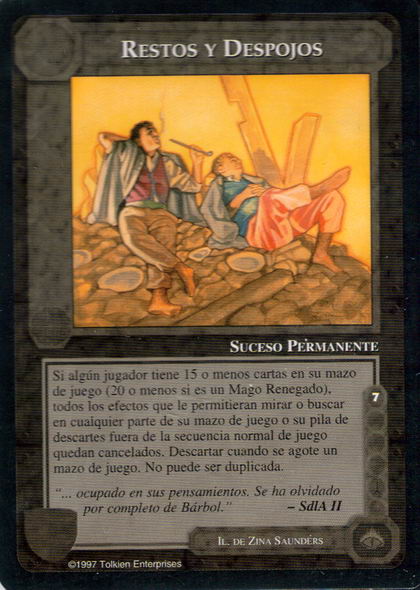 RESTOS Y DESPOJOS
SUCESO PERMANENTE
Si algún jugador tiene 15 o menos cartas en su mazo
de juego (20 o menos si es un Mago Renegado),
todos los efectos que le permitieran mirar o buscar
en cualquier parte de su mazo de juego o su pila de
descartes fuera de la secuencia normal de juego
quedan cancelados. Descartar cuando se agote un
mazo de juego. No puede ser duplicada.
7
“... ocupado en sus pensamientos. Se ha olvidado
por completo de Bárbol.” – SdlA II
IL. DE ZINA SAUNDERS
©1997 Tolkien Enterprises